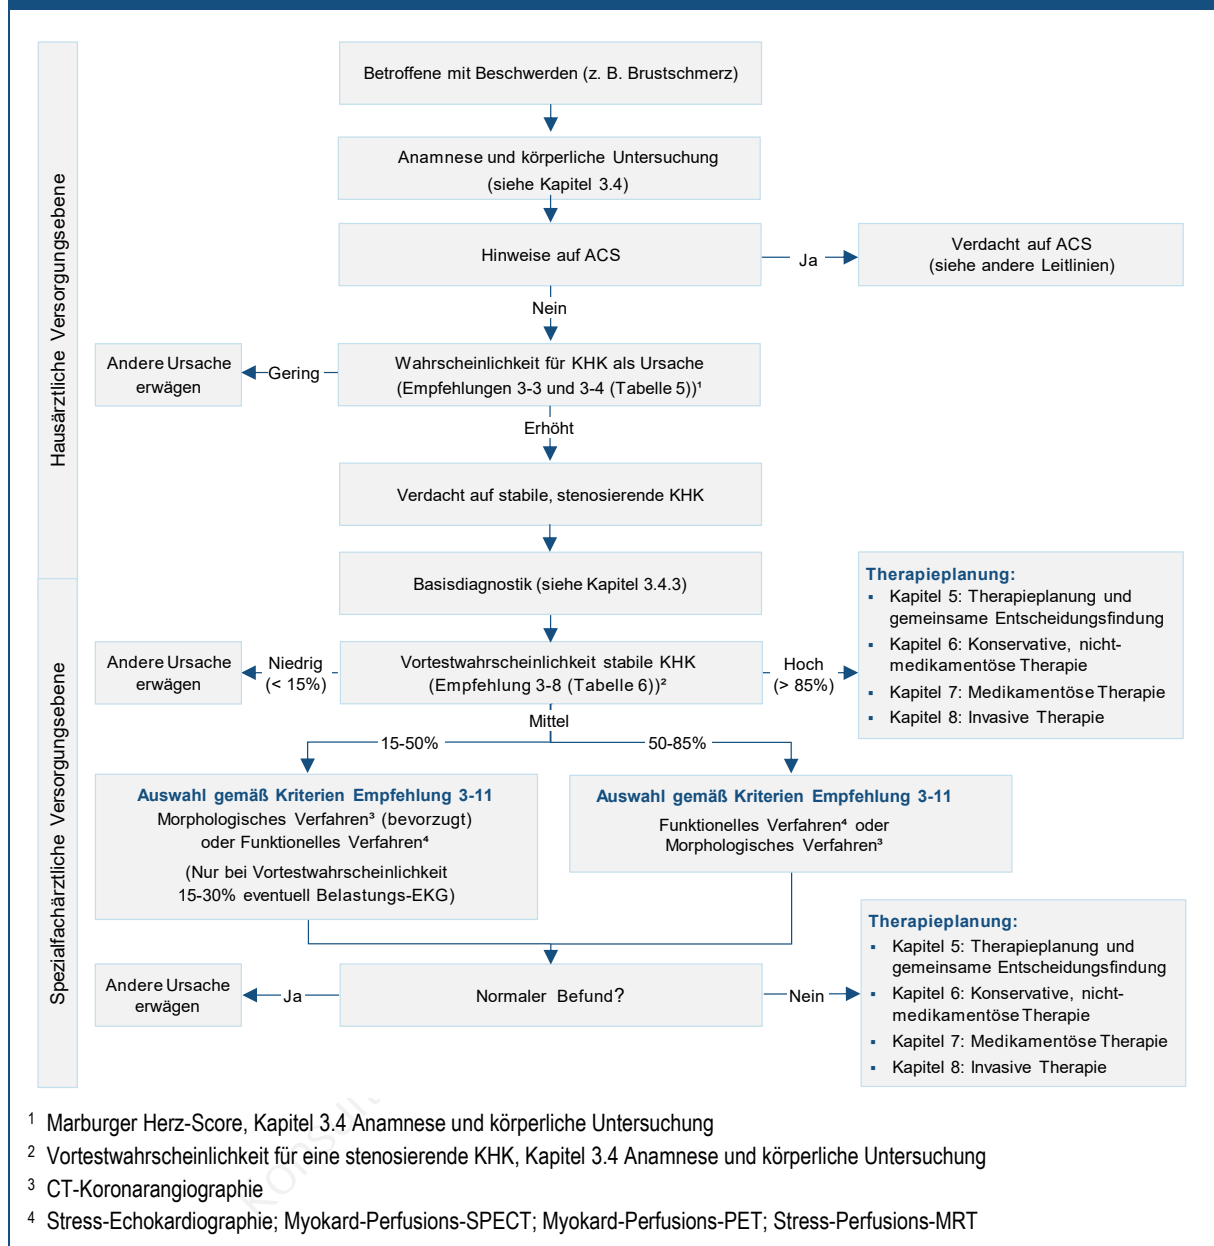 Hausärztliche Versorgungsebene
Betroffene mit Beschwerden (z. B. Brustschmerz)
Anamnese und körperliche Untersuchung
(siehe Kapitel 3.4)
Hinweise auf ACS
Ja
Verdacht auf ACS
(siehe andere Leitlinien)
Nein
Wahrscheinlichkeit für KHK als Ursache
(Empfehlungen 3-3 und 3-4 (Tabelle 5))¹
Gering
Andere Ursache
erwägen
Erhöht
Verdacht auf stabile, stenosierende KHK
Spezialfachärztliche Versorgungsebene
Basisdiagnostik (siehe Kapitel 3.4.3)
Vortestwahrscheinlichkeit stabile KHK
(Empfehlung 3-8 (Tabelle 6))²
Niedrig
(< 15%)
Andere Ursache
erwägen
Hoch
(> 85%)
Therapieplanung:
▪ Kapitel 5: Therapieplanung und
gemeinsame Entscheidungsfindung
▪ Kapitel 6: Konservative, nicht-
medikamentöse Therapie
▪ Kapitel 7: Medikamentöse Therapie
▪ Kapitel 8: Invasive Therapie
Mittel
15-50%
50-85%
Auswahl gemäß Kriterien Empfehlung 3-11
Morphologisches Verfahren³ (bevorzugt)
oder Funktionelles Verfahren⁴
(Nur bei Vortestwahrscheinlichkeit
15-30% eventuell Belastungs-EKG)
Auswahl gemäß Kriterien Empfehlung 3-11
Funktionelles Verfahren⁴ oder
Morphologisches Verfahren³
Normaler Befund?
Ja
Andere Ursache
erwägen
Nein
Therapieplanung:
▪ Kapitel 5: Therapieplanung und
gemeinsame Entscheidungsfindung
▪ Kapitel 6: Konservative, nicht-
medikamentöse Therapie
▪ Kapitel 7: Medikamentöse Therapie
▪ Kapitel 8: Invasive Therapie
¹ Marburger Herz-Score, Kapitel 3.4 Anamnese und körperliche Untersuchung
² Vortestwahrscheinlichkeit für eine stenosierende KHK, Kapitel 3.4 Anamnese und körperliche Untersuchung
³ CT-Koronarangiographie
⁴ Stress-Echokardiographie; Myokard-Perfusions-SPECT; Myokard-Perfusions-PET; Stress-Perfusions-MRT